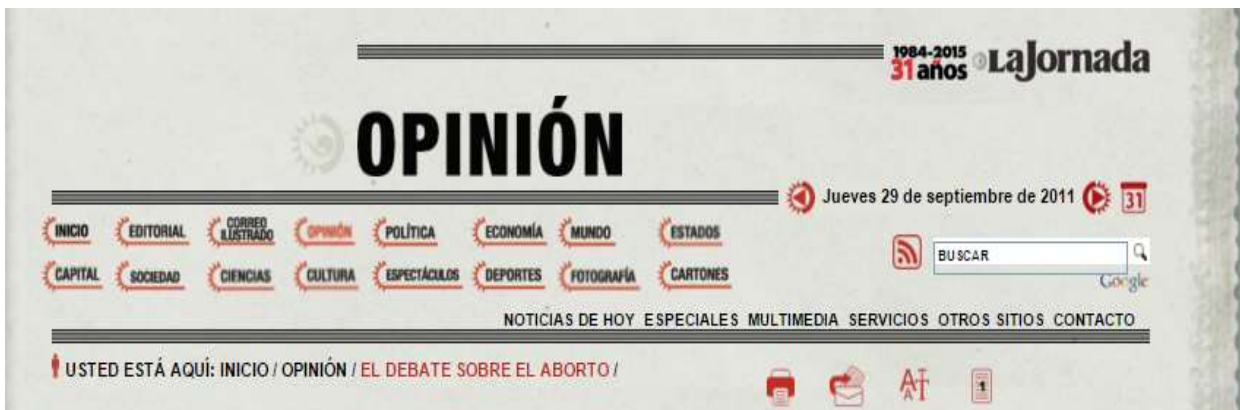 1984-2015
31 años LaJornada
OPINIÓN
Jueves 29 de septiembre de 2011 31
INICIO EDITORIAL CORREO ILUSTRADO OPINIÓN POLÍTICA ECONOMÍA MUNDO ESTADOS
BUSCAR
Google
CAPITAL SOCIEDAD CIENCIAS CULTURA ESPECTÁCULOS DEPORTES FOTOGRAFÍA CARTONES
NOTICIAS DE HOY ESPECIALES MULTIMEDIA SERVICIOS OTROS SITIOS CONTACTO
USTED ESTÁ AQUÍ: INICIO / OPINIÓN / EL DEBATE SOBRE EL ABORTO /